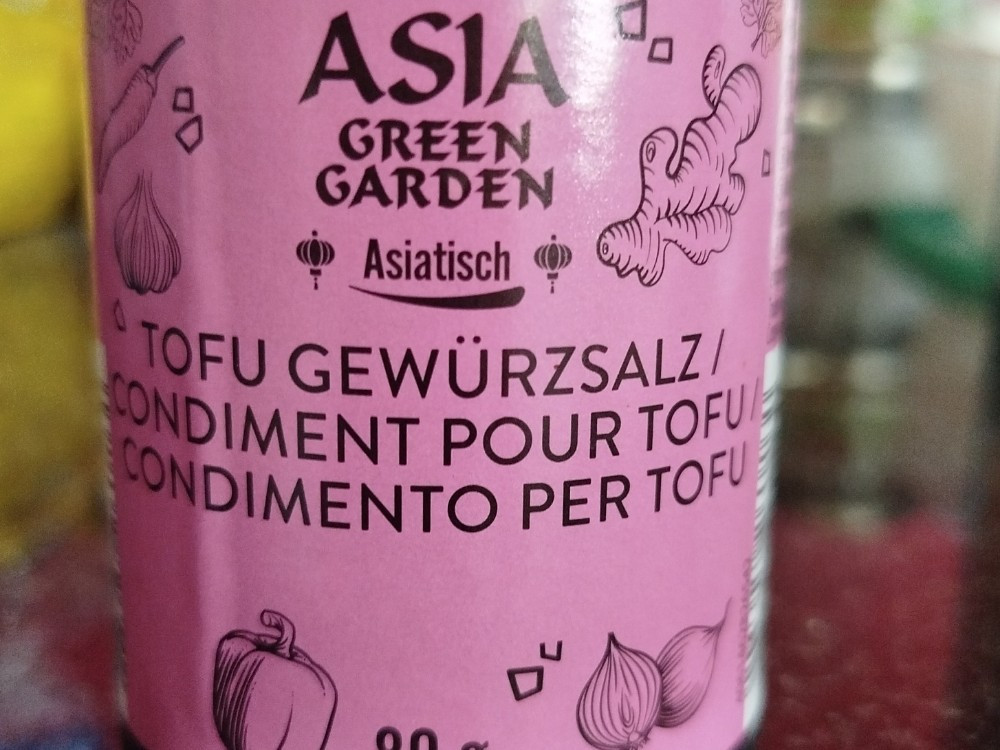 ASIA
GREEN
GARDEN
Asiatisch
TOFU GEWÜRZSALZ /
CONDIMENT POUR TOFU /
CONDIMENTO PER TOFU